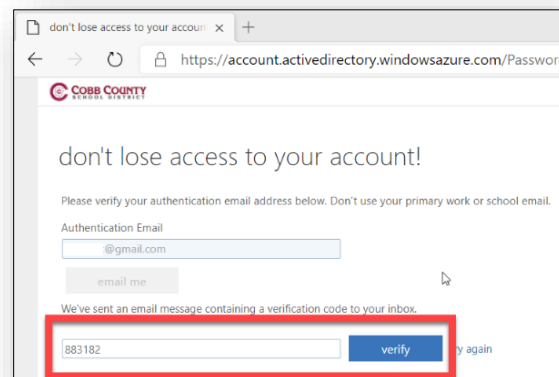 don't lose access to your accoun
https://account.activedirectory.windowsazure.com/Passwor
COBB COUNTY
SCHOOL DISTRICT
don't lose access to your account!
Please verify your authentication email address below. Don't use your primary work or school email.
Authentication Email
:@gmail.com
email me
We've sent an email message containing a verification code to your inbox.
883182 verify ry again